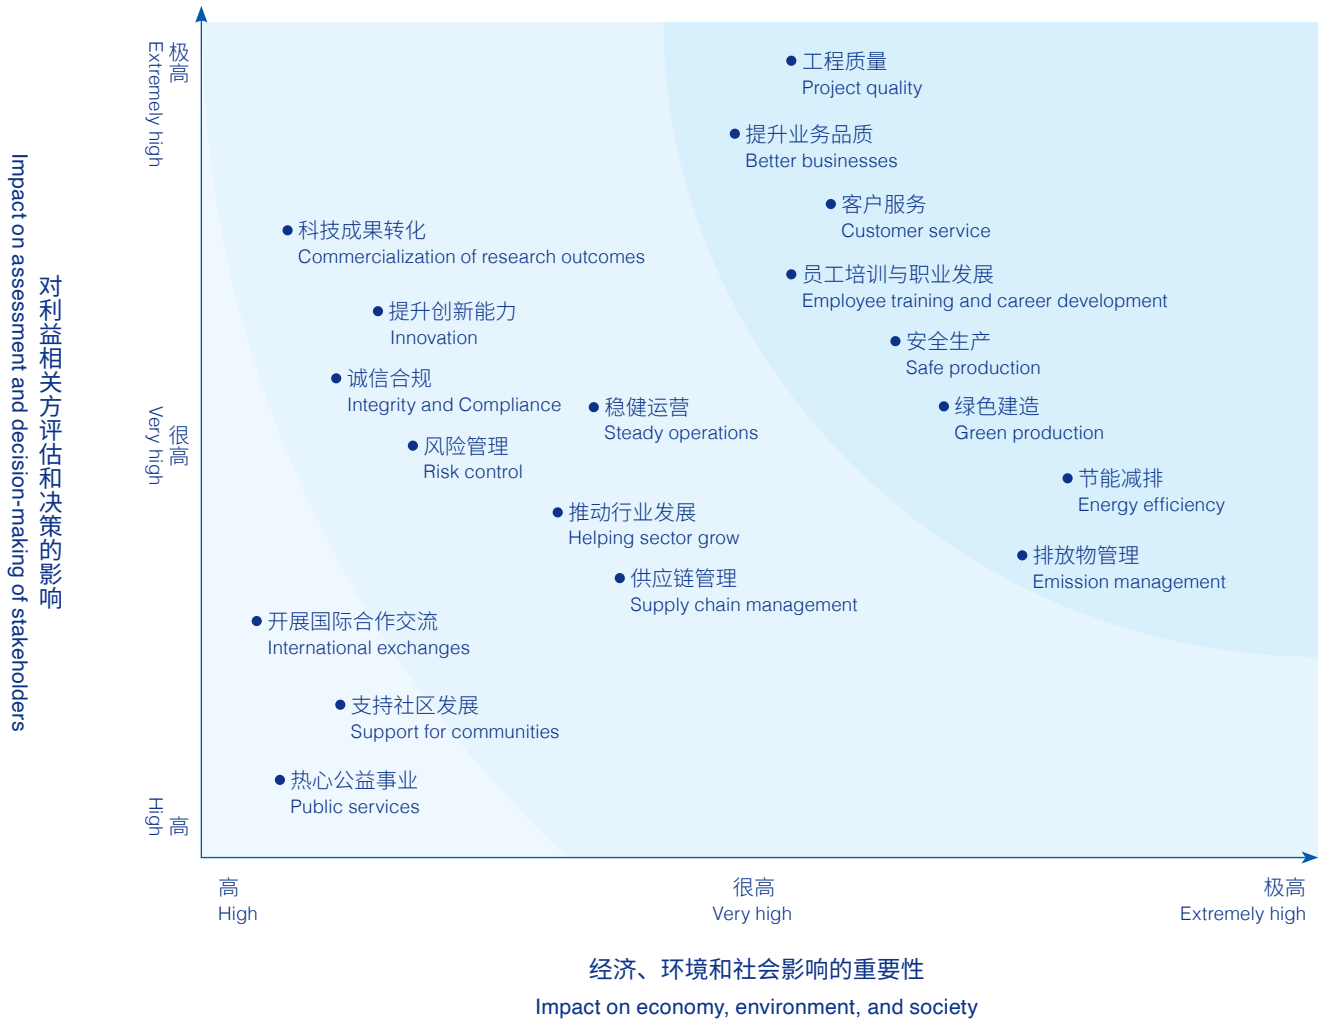 极高
Extremely high
很高
Very high
高
High
对利益相关方评估和决策的影响
Impact on assessment and decision-making of stakeholders
工程质量
Project quality
提升业务品质
Better businesses
客户服务
Customer service
科技成果转化
Commercialization of research outcomes
员工培训与职业发展
Employee training and career development
提升创新能力
Innovation
安全生产
Safe production
诚信合规
Integrity and Compliance
稳健运营
Steady operations
绿色建造
Green production
风险管理
Risk control
节能减排
Energy efficiency
推动行业发展
Helping sector grow
排放物管理
Emission management
供应链管理
Supply chain management
开展国际合作交流
International exchanges
支持社区发展
Support for communities
热心公益事业
Public services
高
High
很高
Very high
极高
Extremely high
经济、环境和社会影响的重要性
Impact on economy, environment, and society